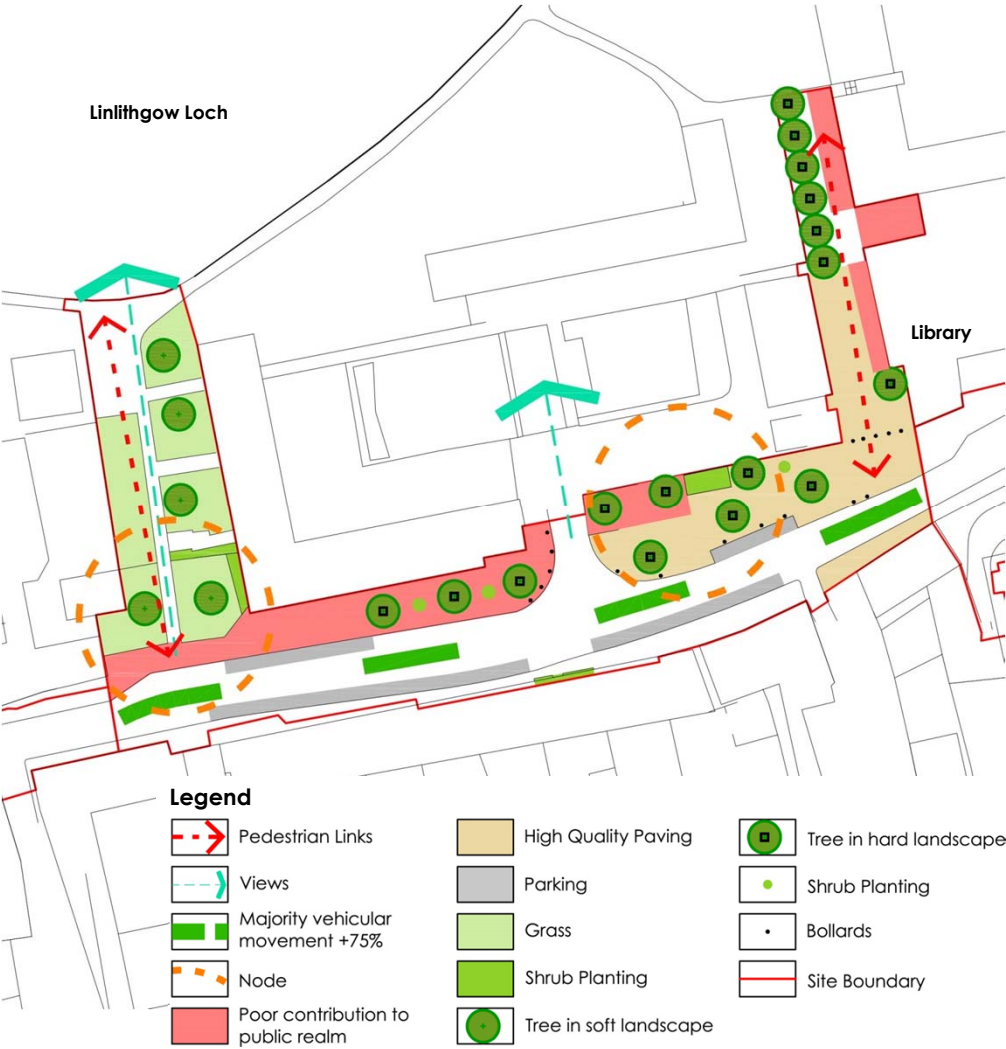 Linlithgow Loch
Library
Legend
Pedestrian Links
Views
Majority vehicular
movement +75%
Node
Poor contribution to
public realm
High Quality Paving
Parking
Grass
Shrub Planting
Tree in soft landscape
Tree in hard landscape
Shrub Planting
Bollards
Site Boundary